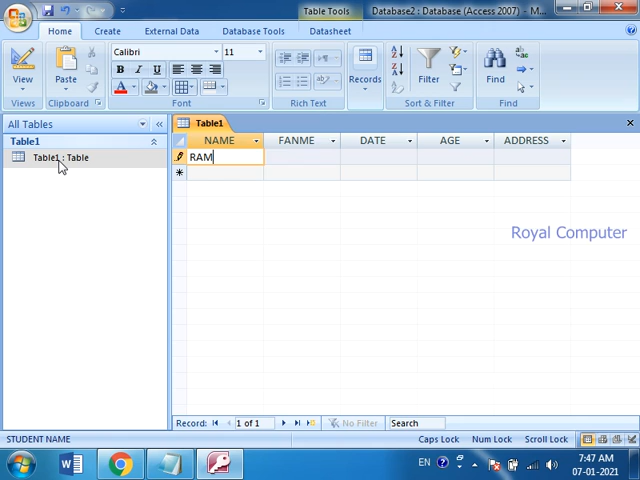 Table Tools
Database2 : Database (Access 2007) - M...
Home
Create
External Data
Database Tools
Datasheet
View
Paste
Calibri
11
B I U
A
ab
Records
Filter
Find
Views
Clipboard
Font
Rich Text
Sort & Filter
Find
All Tables
Table1
Table1
Table1 : Table
NAME
FANME
DATE
AGE
ADDRESS
RAM
Royal Computer
Record:
1 of 1
No Filter
Search
STUDENT NAME
Caps Lock
Num Lock
Scroll Lock
EN
7:47 AM
07-01-2021